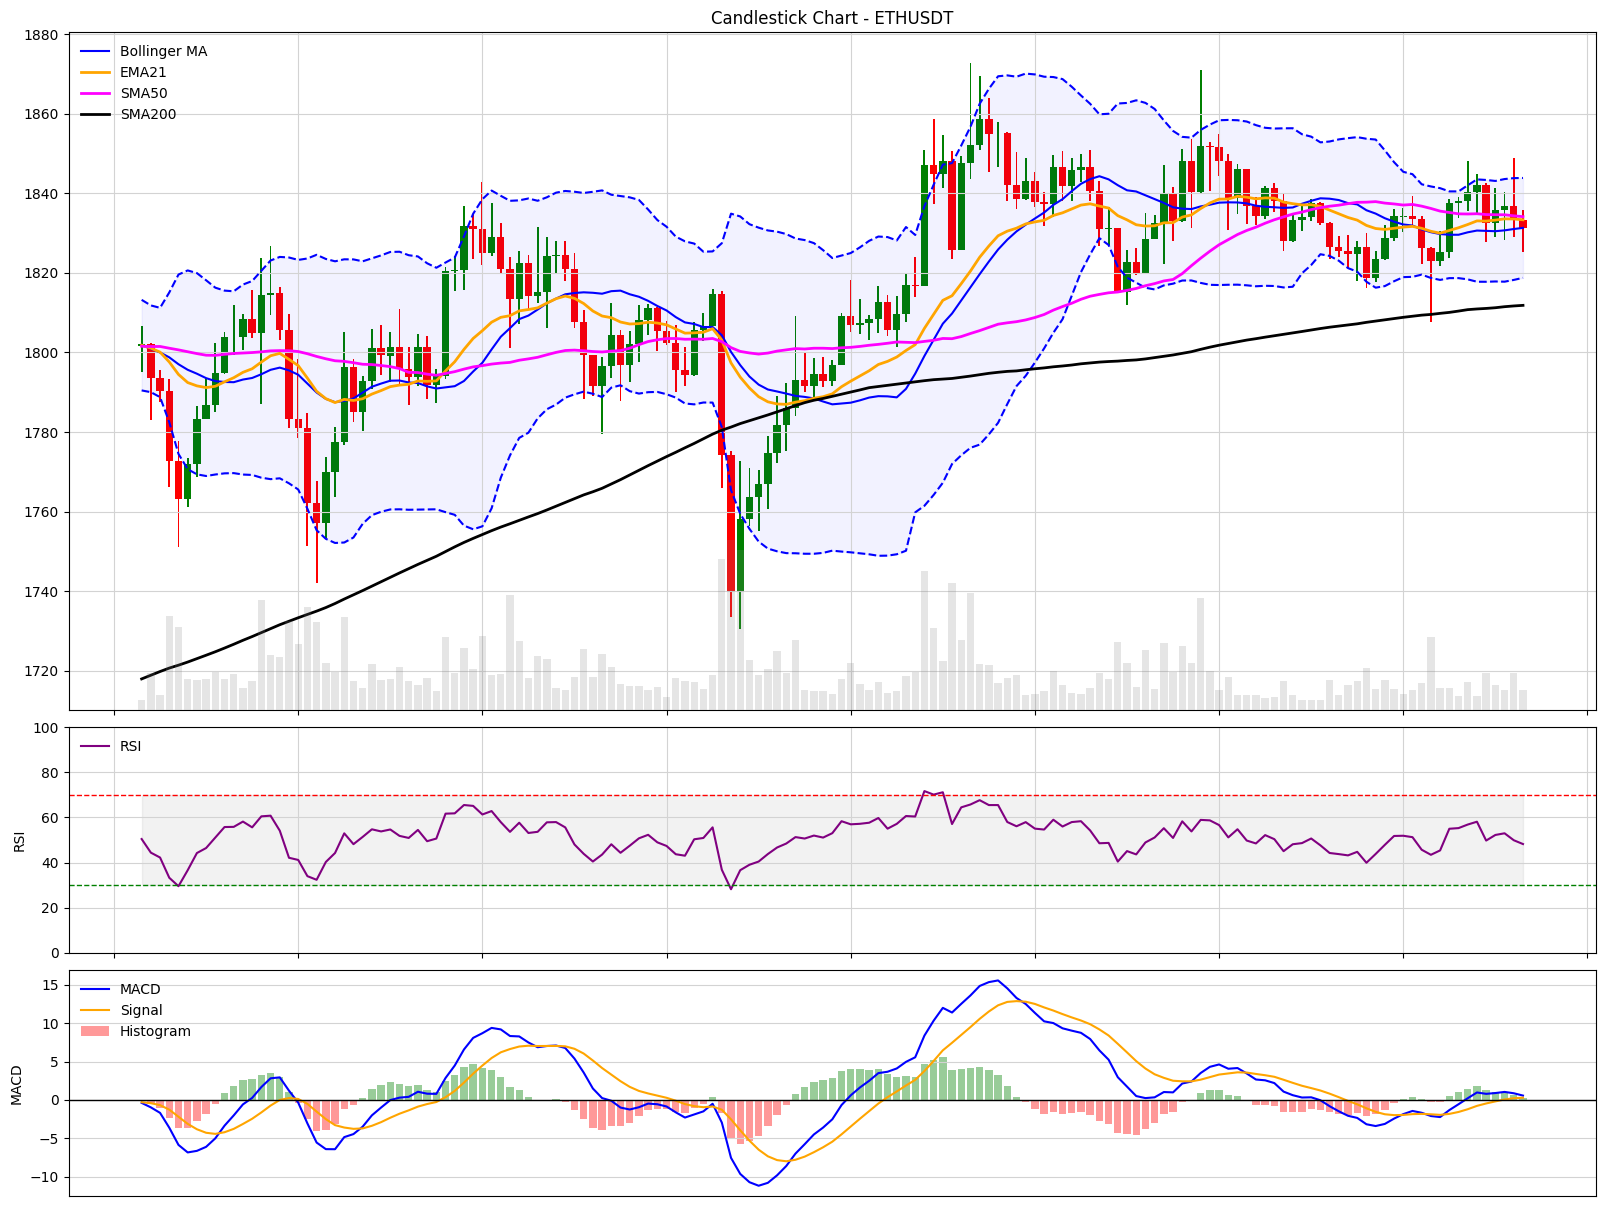 Candlestick Chart - ETHUSDT
Bollinger MA
EMA21
SMA50
SMA200
1880
1860
1840
1820
1800
1780
1760
1740
1720
RSI
100
80
60
40
20
0
RSI
MACD
Signal
Histogram
15
10
5
0
−5
−10
MACD